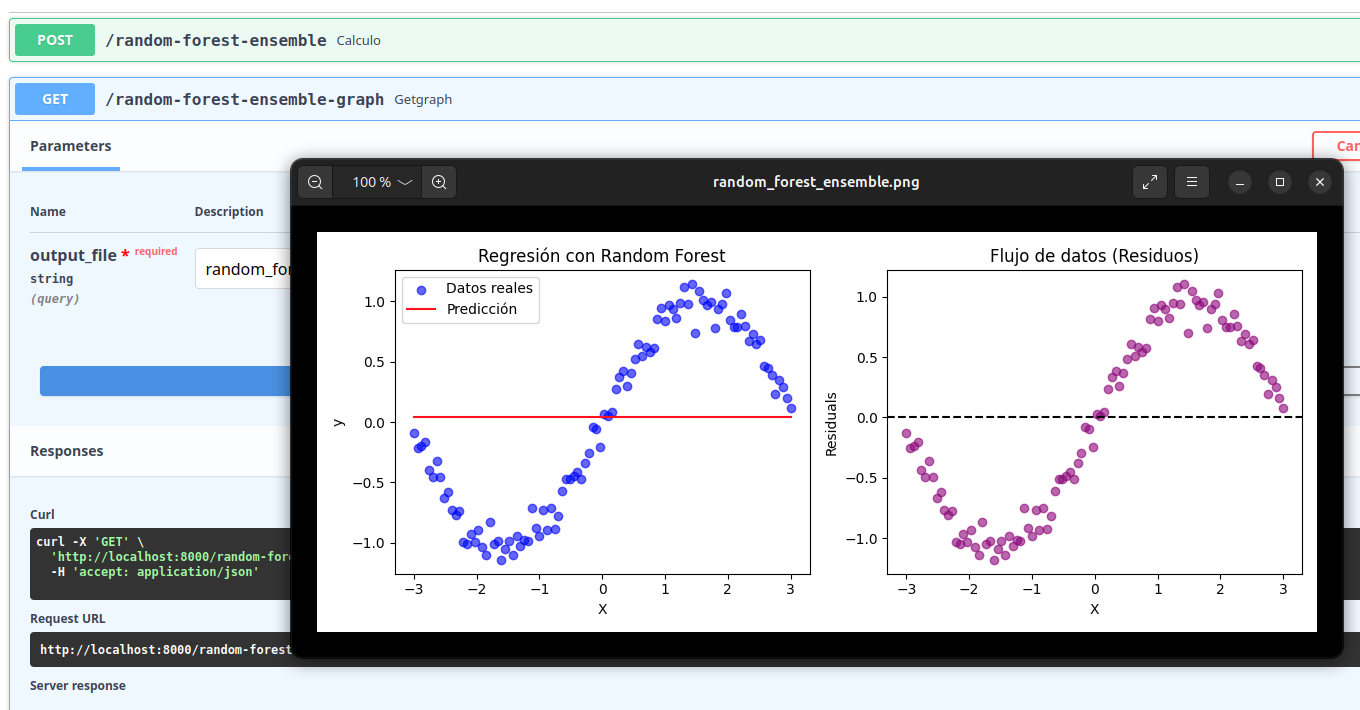 POST /random-forest-ensemble Calculo
GET /random-forest-ensemble-graph Getgraph
Parameters
Name Description
output_file * required
string
(query)
100 %
random_forest_ensemble.png
Regresión con Random Forest
Datos reales
Predicción
y
1.0
0.5
0.0
−0.5
−1.0
−3 −2 −1 0 1 2 3
X
Flujo de datos (Residuos)
Residuals
1.0
0.5
0.0
−0.5
−1.0
−3 −2 −1 0 1 2 3
X
Responses
Curl
curl -X 'GET' \
'http://localhost:8000/random-fore
-H 'accept: application/json'
Request URL
http://localhost:8000/random-forest
Server response